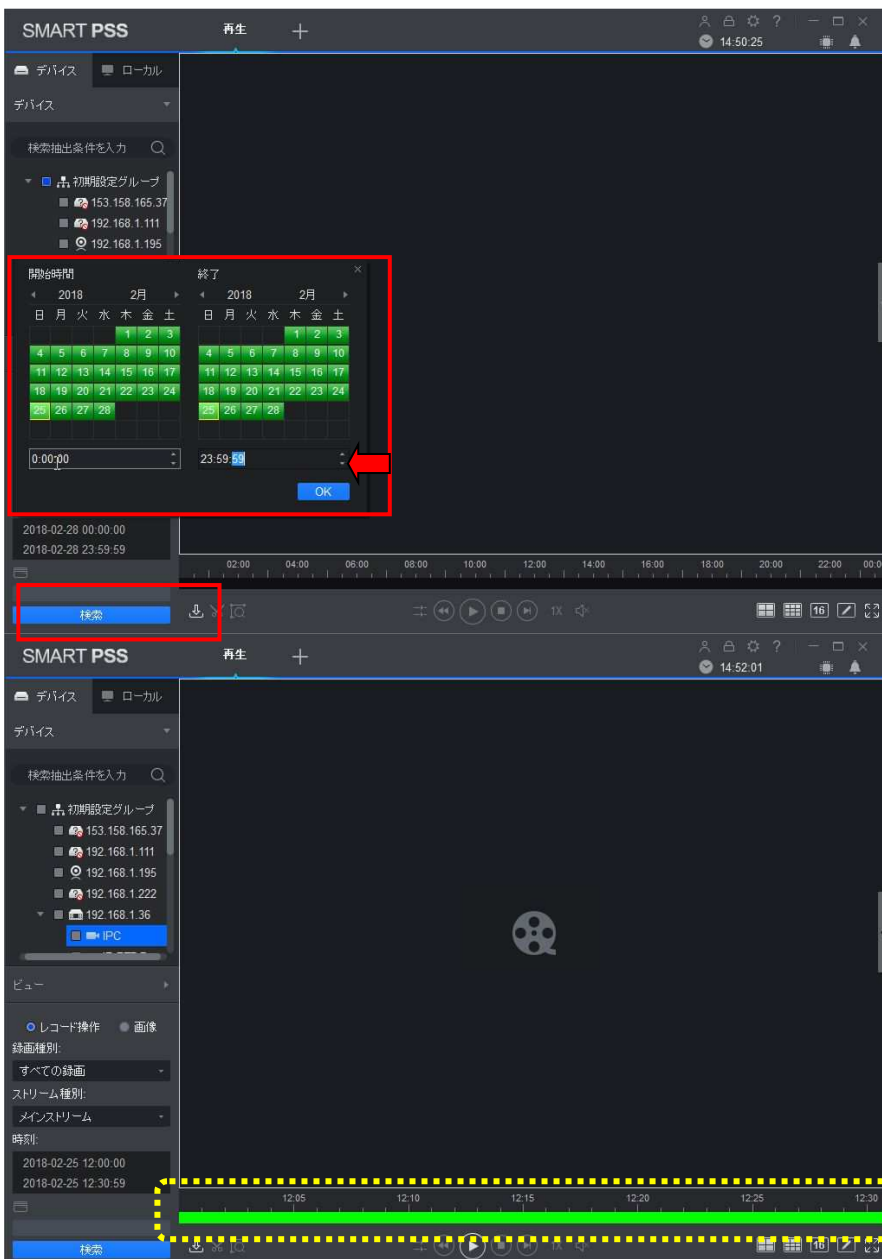 SMART PSS
再生
14:50:25
デバイス
ローカル
デバイス
検索抽出条件を入力
初期設定グループ
153.158.165.37
192.168.1.111
192.168.1.195
開始時間 終了
2018 2月 2018 2月
日 月 火 水 木 金 土 日 月 火 水 木 金 土
1 2 3 1 2 3
4 5 6 7 8 9 10 4 5 6 7 8 9 10
11 12 13 14 15 16 17 11 12 13 14 15 16 17
18 19 20 21 22 23 24 18 19 20 21 22 23 24
25 26 27 28 25 26 27 28
0:00:00 23:59:59
OK
2018-02-28 00:00:00
2018-02-28 23:59:59
02:00 04:00 06:00 08:00 10:00 12:00 14:00 16:00 18:00 20:00 22:00
検索
1X
16
SMART PSS
再生
14:52:01
デバイス
ローカル
デバイス
検索抽出条件を入力
初期設定グループ
153.158.165.37
192.168.1.111
192.168.1.195
192.168.1.222
192.168.1.36
IPC
ビュー
レコード操作 画像
録画種別:
すべての録画
ストリーム種別:
メインストリーム
時刻:
2018-02-25 12:00:00
2018-02-25 12:30:59
12:05 12:10 12:15 12:20 12:25 12:30
検索
1X
16